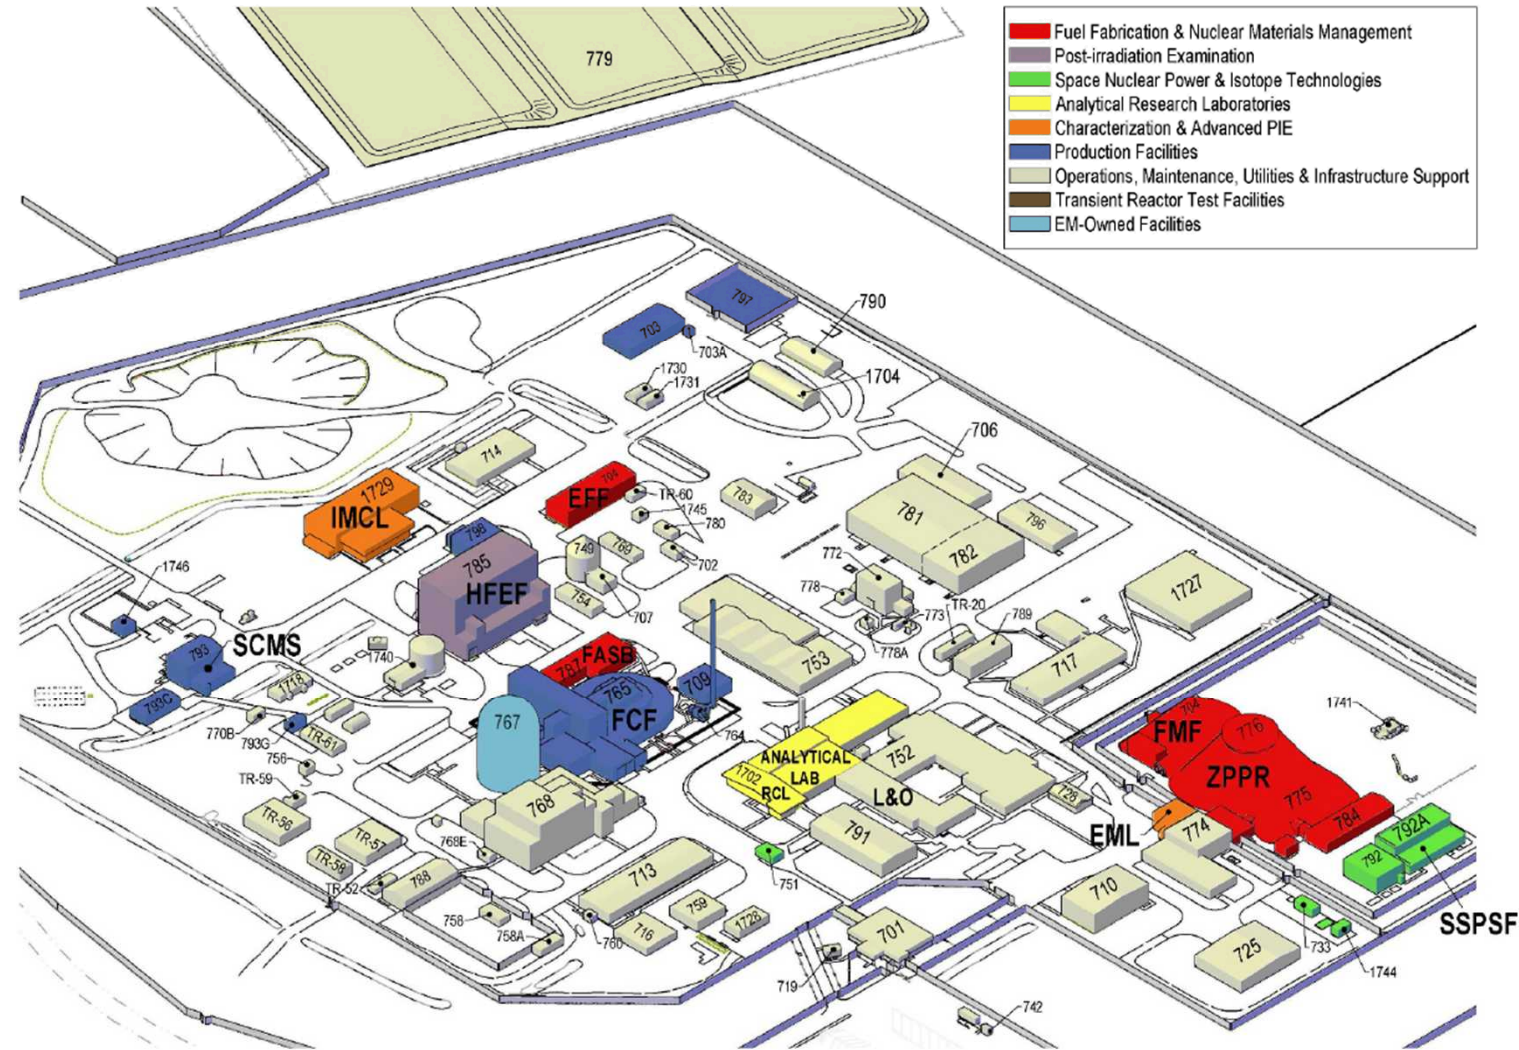 779
Fuel Fabrication & Nuclear Materials Management
Post-irradiation Examination
Space Nuclear Power & Isotope Technologies
Analytical Research Laboratories
Characterization & Advanced PIE
Production Facilities
Operations, Maintenance, Utilities & Infrastructure Support
Transient Reactor Test Facilities
EM-Owned Facilities
797
790
703
703A
1730
1731
1704
706
714
704
EFF
TR-60
1745
780
702
783
1729
IMCL
798
785
HFEF
749
769
754
707
781
782
796
772
778
773
778A
TR-20
789
1727
717
753
1746
793
SCMS
793C
1740
1718
770B
793G
TR-61
756
TR-59
TR-56
TR-57
TR-58
TR-52
788
768E
758
758A
787
FASB
765
FCF
709
764
767
768
ANALYTICAL
LAB
1702
RCL
752
L&O
726
791
751
713
759
1728
716
760
701
719
742
704
FMF
776
ZPPR
775
784
1741
EML
774
792A
792
SSPSF
710
725
733
1744